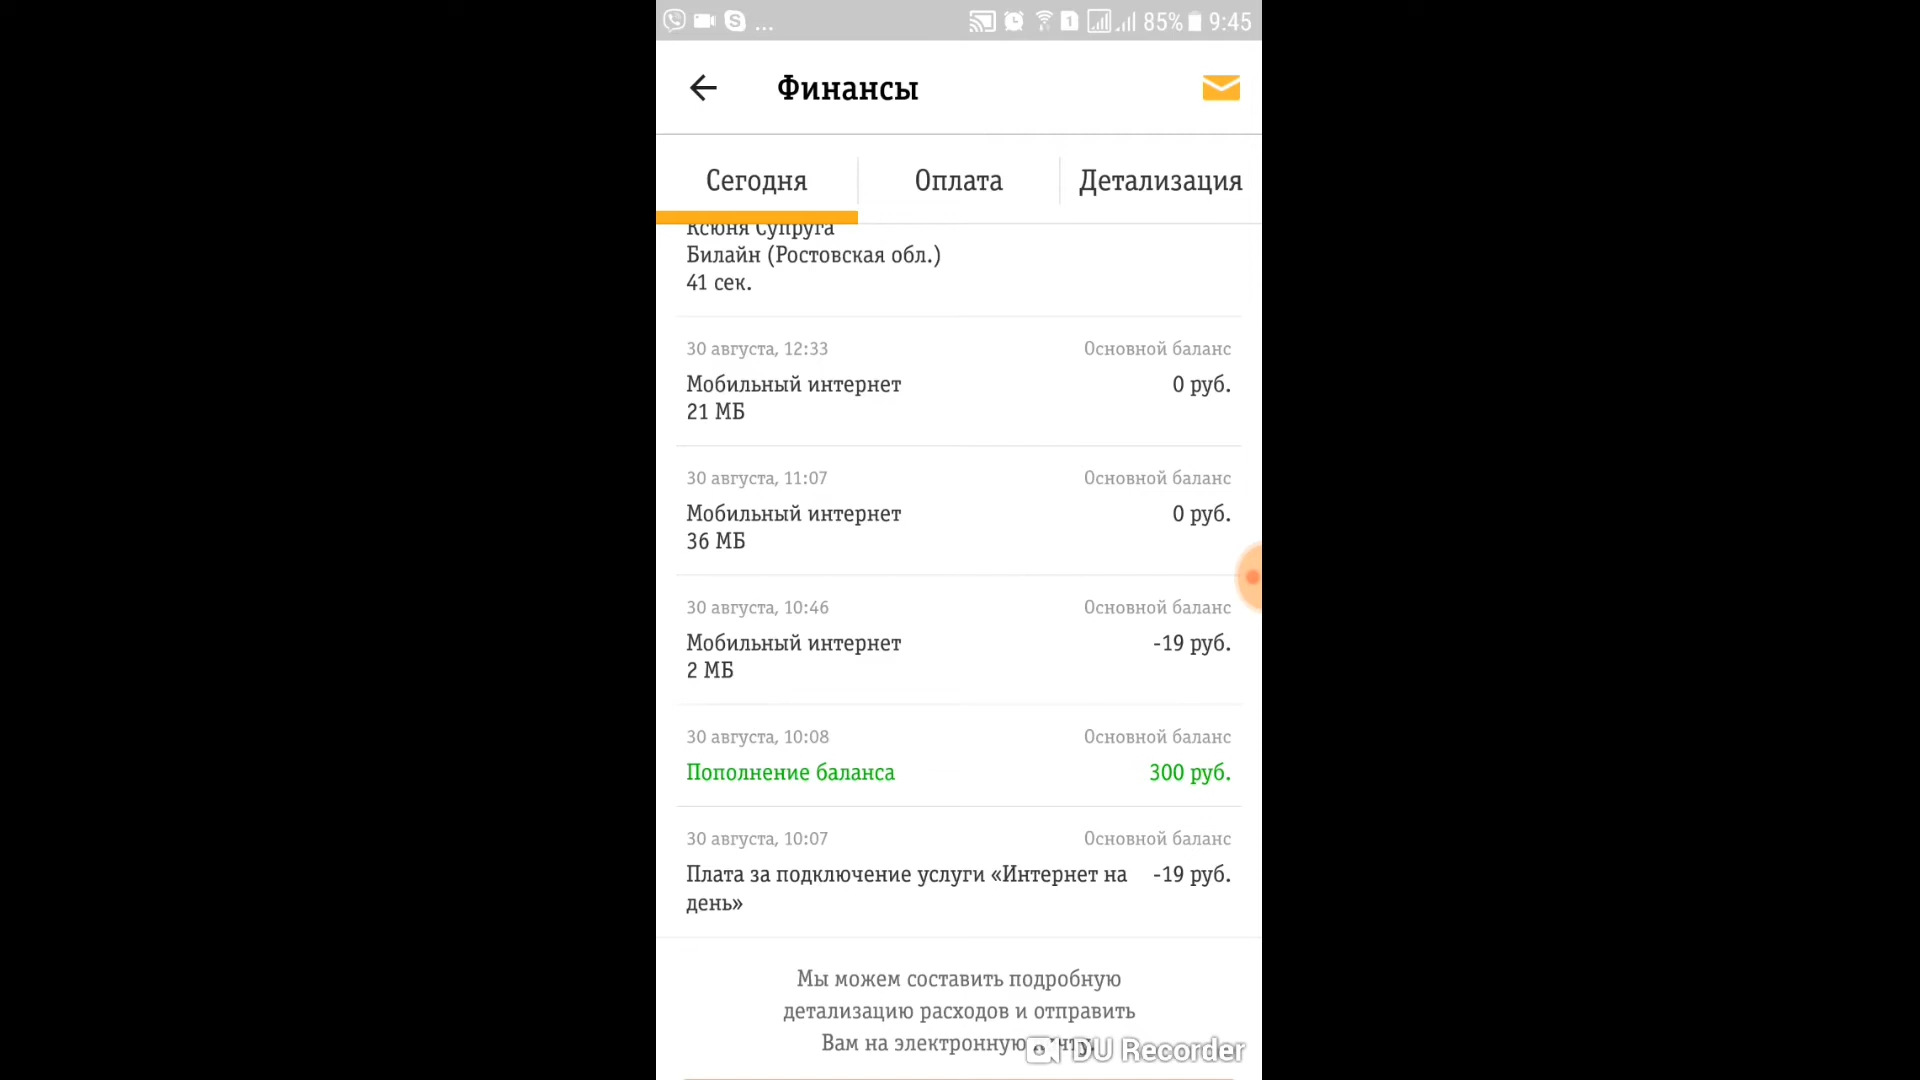 ... 1 85% 9:45
Финансы
Сегодня Оплата Детализация
Ксюня Супруга
Билайн (Ростовская обл.)
41 сек.
30 августа, 12:33 Основной баланс
Мобильный интернет 0 руб.
21 МБ
30 августа, 11:07 Основной баланс
Мобильный интернет 0 руб.
36 МБ
30 августа, 10:46 Основной баланс
Мобильный интернет -19 руб.
2 МБ
30 августа, 10:08 Основной баланс
Пополнение баланса 300 руб.
30 августа, 10:07 Основной баланс
Плата за подключение услуги «Интернет на -19 руб.
день»
Мы можем составить подробную
детализацию расходов и отправить
Вам на электронную
DU Recorder